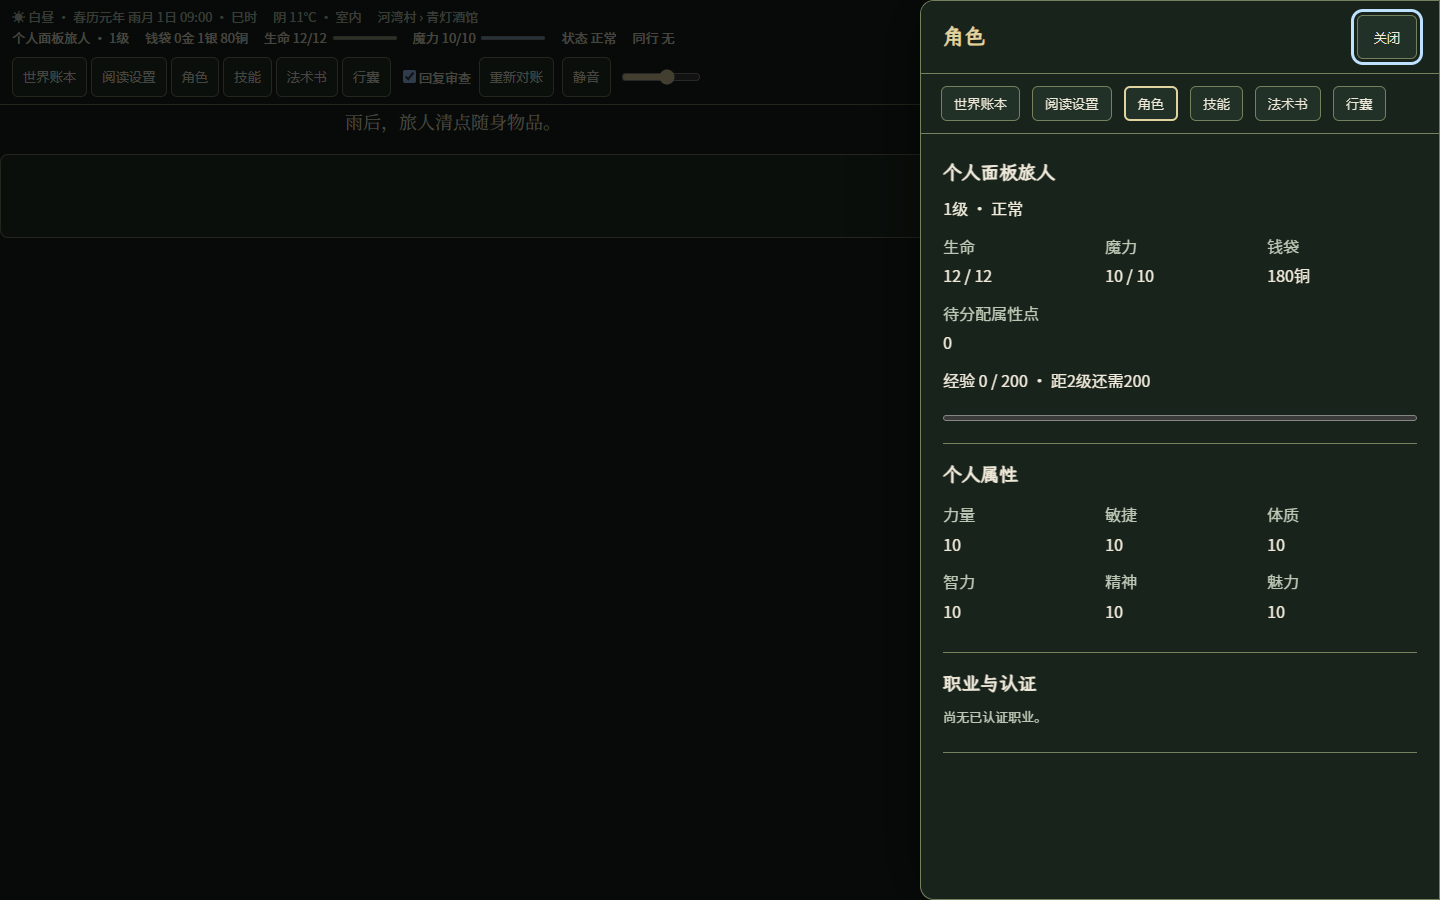 ☀ 白昼 · 春历元年 雨月 1日 09:00 · 巳时 阴 11°C · 室内 河湾村 › 青灯酒馆
个人面板旅人 · 1级 钱袋 0金 1银 80铜 生命 12/12 魔力 10/10 状态 正常 同行 无
世界账本 阅读设置 角色 技能 法术书 行囊 回复审查 重新对账 静音
雨后，旅人清点随身物品。
角色 关闭
世界账本 阅读设置 角色 技能 法术书 行囊
个人面板旅人
1级 · 正常
生命 魔力 钱袋
12 / 12 10 / 10 180铜
待分配属性点
0
经验 0 / 200 · 距2级还需200
个人属性
力量 敏捷 体质
10 10 10
智力 精神 魅力
10 10 10
职业与认证
尚无已认证职业。